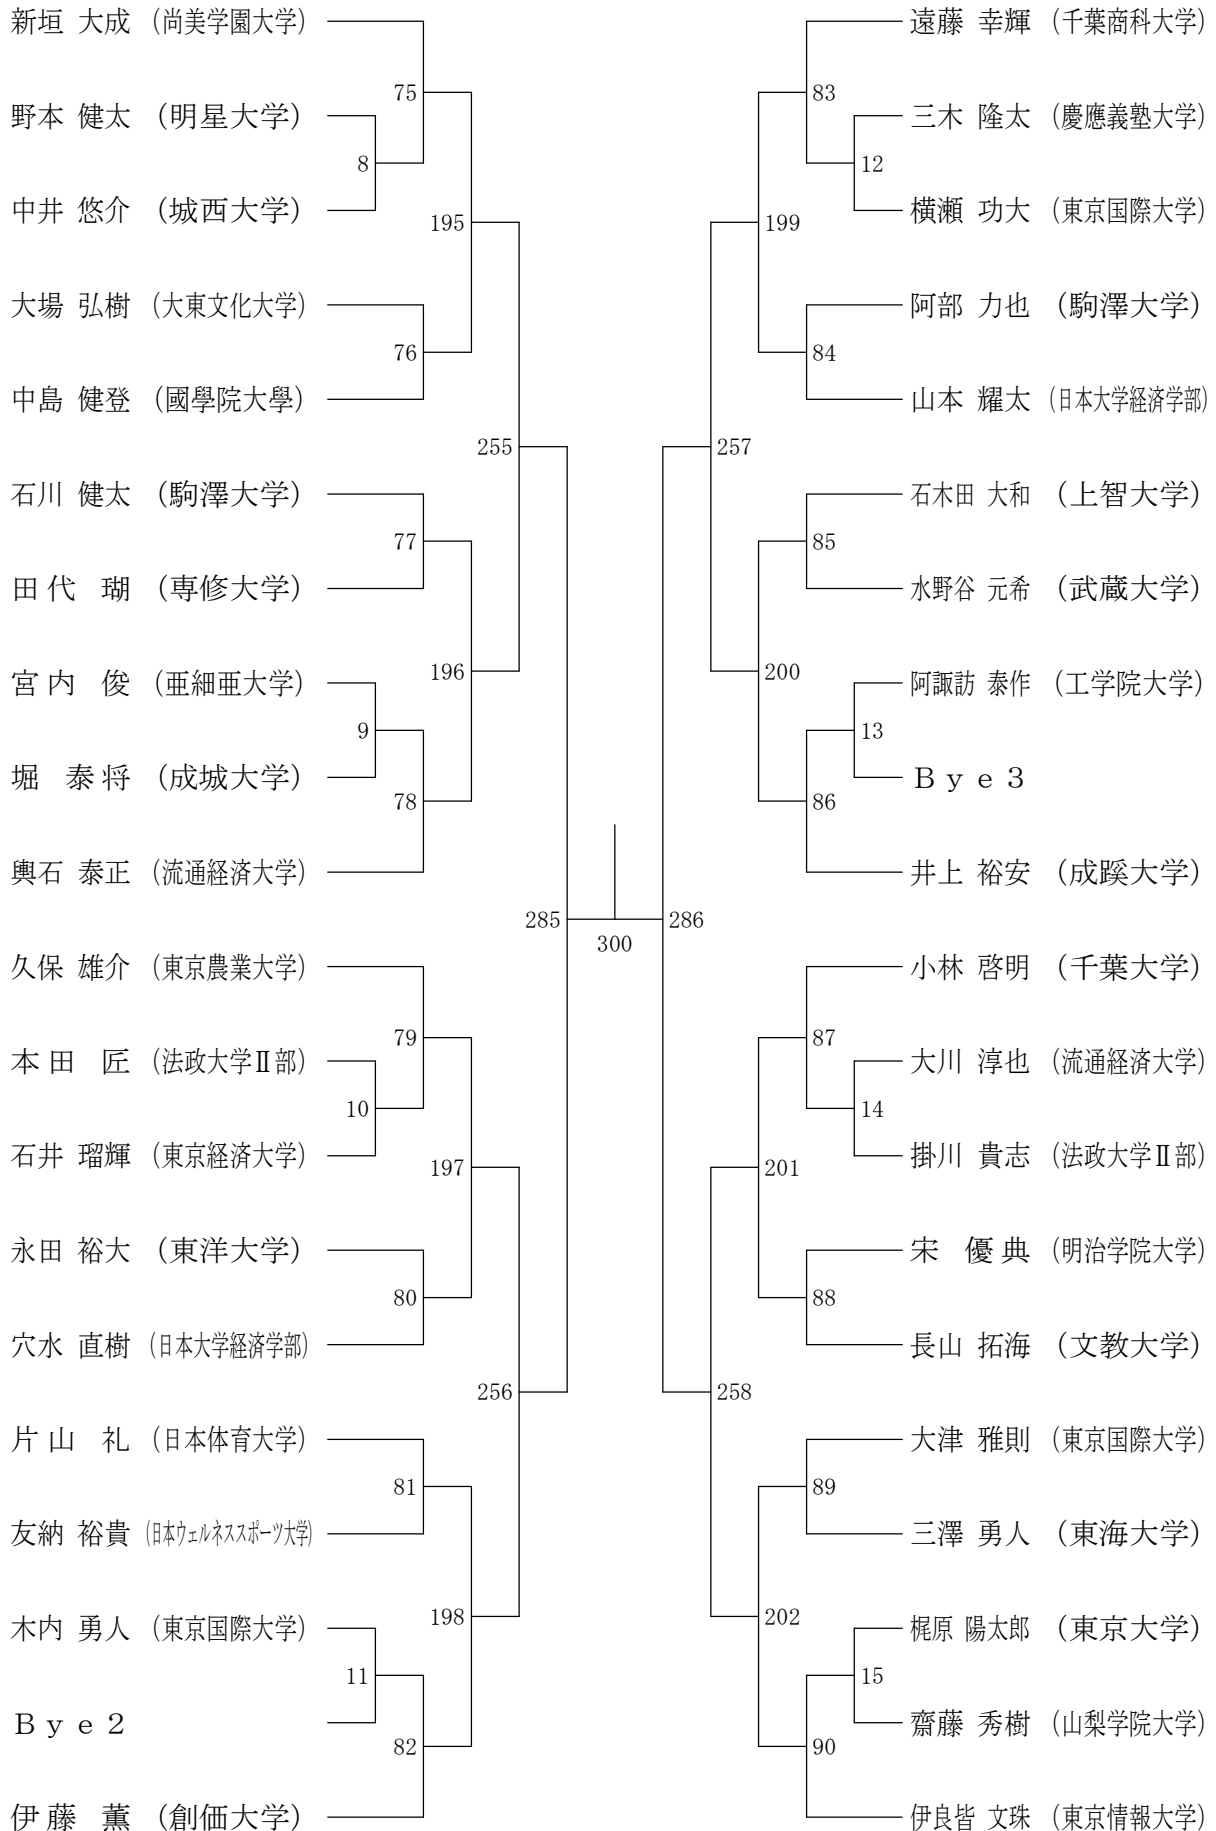 新垣 大成 (尚美学園大学)
75
野本 健太 (明星大学)
8
中井 悠介 (城西大学)
195
大場 弘樹 (大東文化大学)
76
中島 健登 (國學院大學)
255
石川 健太 (駒澤大学)
77
田代 瑚 (専修大学)
196
宮内 俊 (亜細亜大学)
9
堀 泰将 (成城大学)
78
輿石 泰正 (流通経済大学)
285
久保 雄介 (東京農業大学)
79
本田 匠 (法政大学Ⅱ部)
10
石井 瑠輝 (東京経済大学)
197
永田 裕大 (東洋大学)
80
穴水 直樹 (日本大学経済学部)
256
片山 礼 (日本体育大学)
81
友納 裕貴 (日本ウェルネススポーツ大学)
198
木内 勇人 (東京国際大学)
11
Bye2
82
伊藤 薫 (創価大学)
300
遠藤 幸輝 (千葉商科大学)
83
三木 隆太 (慶應義塾大学)
12
横瀬 功大 (東京国際大学)
199
阿部 力也 (駒澤大学)
84
山本 耀太 (日本大学経済学部)
257
石木田 大和 (上智大学)
85
水野谷 元希 (武蔵大学)
200
阿諏訪 泰作 (工学院大学)
13
Bye3
86
井上 裕安 (成蹊大学)
286
小林 啓明 (千葉大学)
87
大川 淳也 (流通経済大学)
14
掛川 貴志 (法政大学Ⅱ部)
201
宋 優典 (明治学院大学)
88
長山 拓海 (文教大学)
258
大津 雅則 (東京国際大学)
89
三澤 勇人 (東海大学)
202
梶原 陽太郎 (東京大学)
15
齋藤 秀樹 (山梨学院大学)
90
伊良皆 文珠 (東京情報大学)